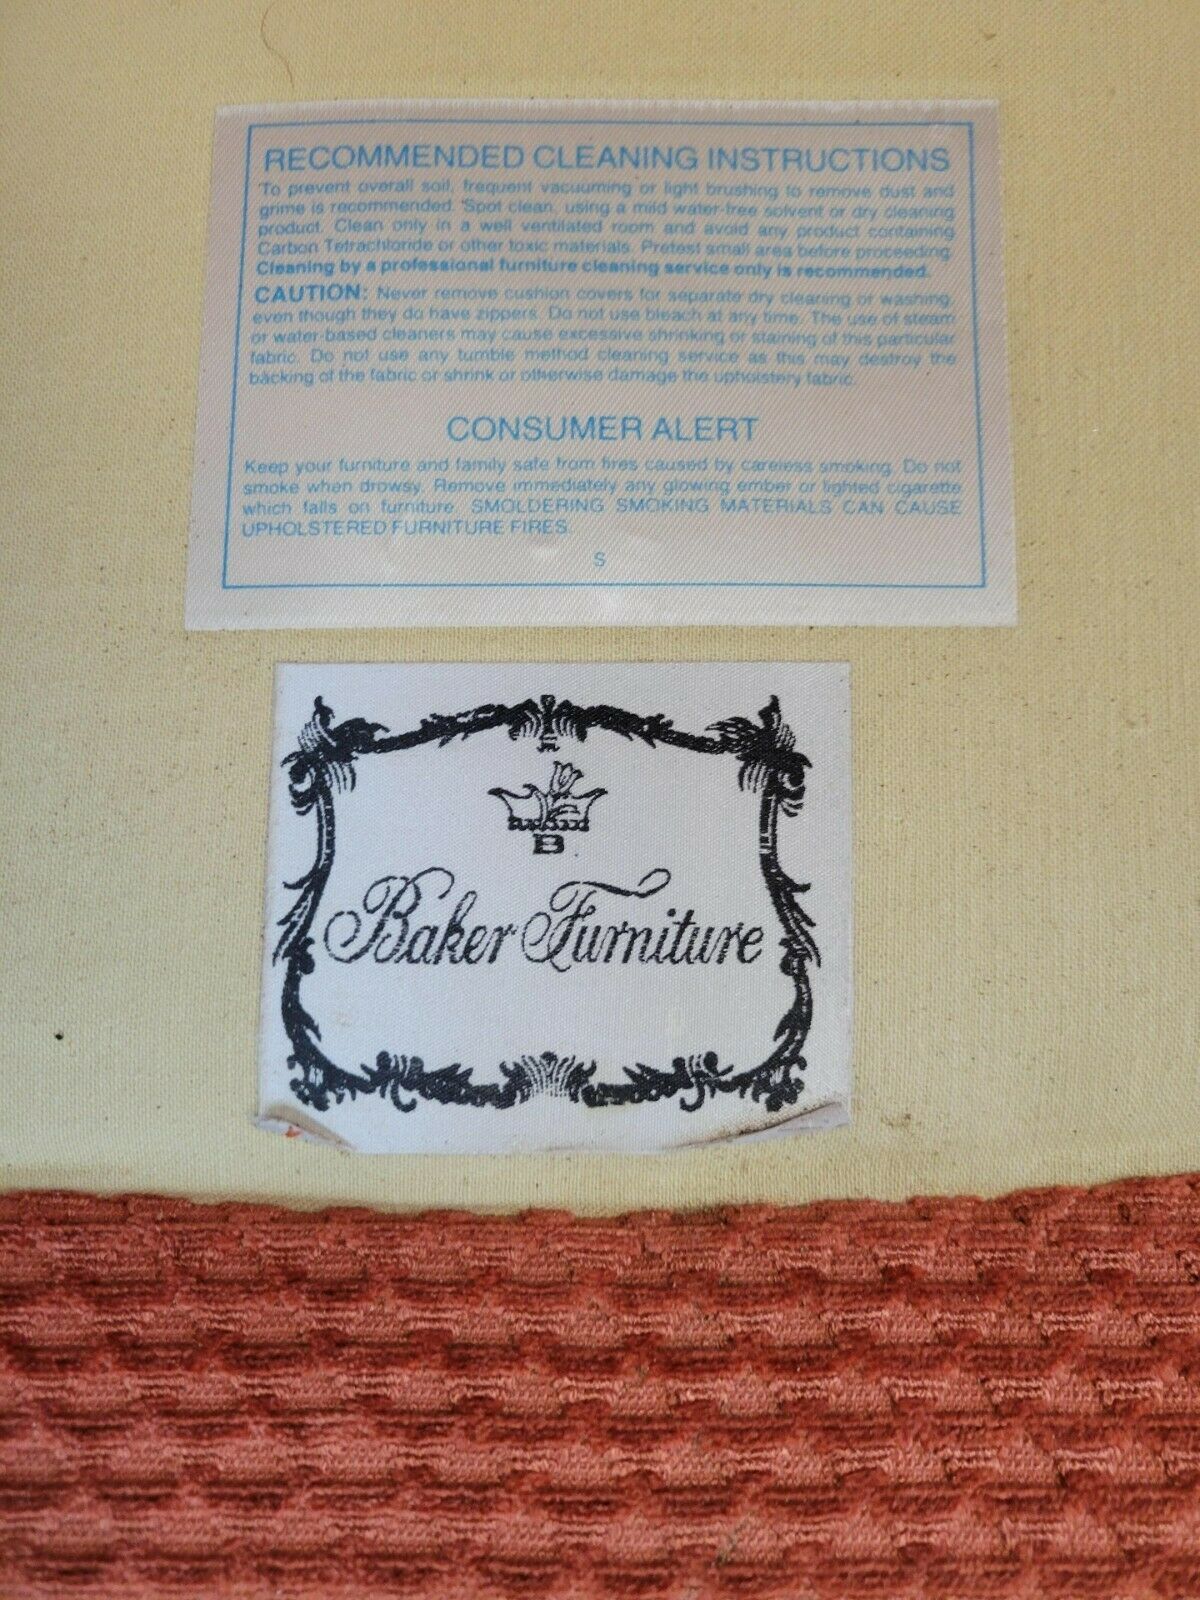 RECOMMENDED CLEANING INSTRUCTIONS
To prevent overall soil, frequent vacuuming or light brushing to remove dust and
grime is recommended. Spot clean, using a mild water-free solvent or dry cleaning
product. Clean only in a well ventilated room and avoid any product containing
Carbon Tetrachloride or other toxic materials. Pretest small area before proceeding.
Cleaning by a professional furniture cleaning service only is recommended.
CAUTION: Never remove cushion covers for separate dry cleaning or washing,
even though they do have zippers. Do not use bleach at any time. The use of steam
or water-based cleaners may cause excessive shrinking or staining of this particular
fabric. Do not use any tumble method cleaning service as this may destroy the
backing of the fabric or shrink or otherwise damage the upholstery fabric.
CONSUMER ALERT
Keep your furniture and family safe from fires caused by careless smoking. Do not
smoke when drowsy. Remove immediately any glowing ember or lighted cigarette
which falls on furniture. SMOLDERING SMOKING MATERIALS CAN CAUSE
UPHOLSTERED FURNITURE FIRES.
S
B
Baker Furniture